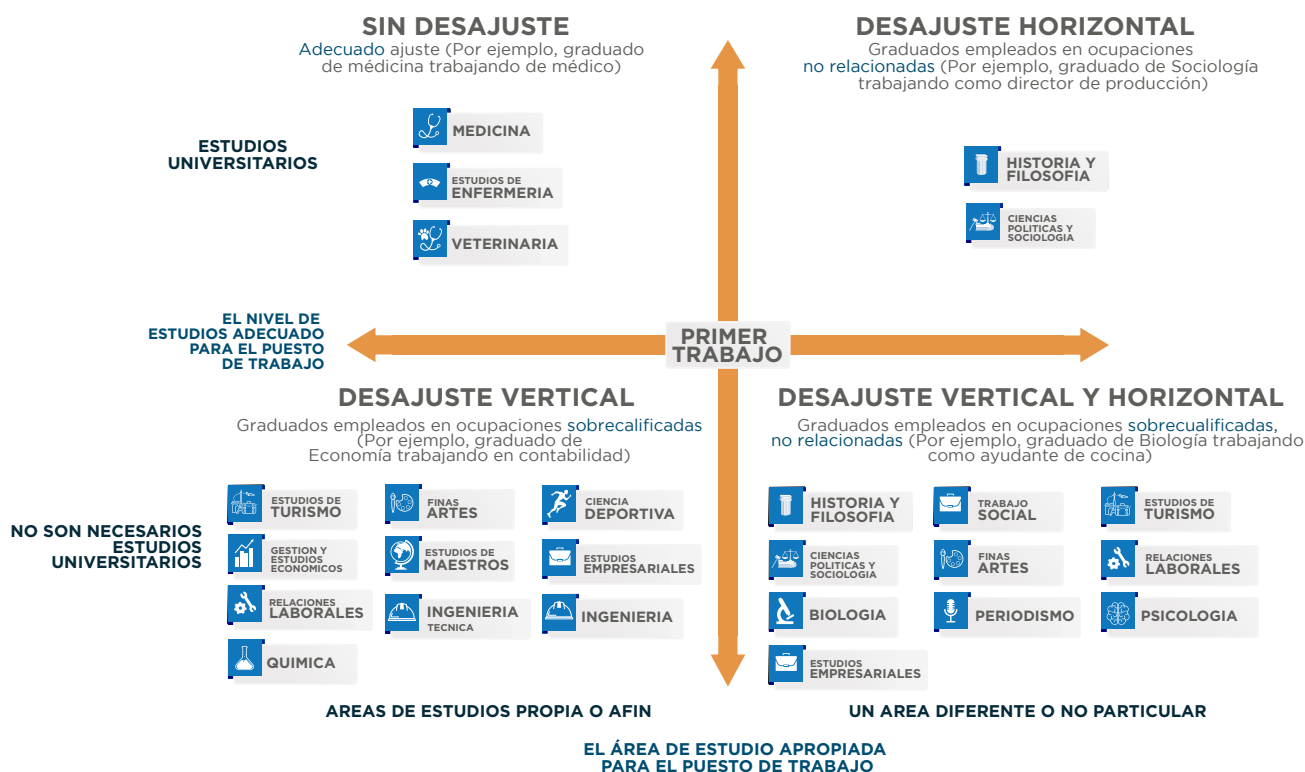 SIN DESAJUSTE
Adecuado ajuste (Por ejemplo, graduado
de médicina trabajando de médico)
DESAJUSTE HORIZONTAL
Graduados empleados en ocupaciones
no relacionadas (Por ejemplo, graduado de Sociología
trabajando como director de producción)
ESTUDIOS
UNIVERSITARIOS
MEDICINA
ESTUDIOS DE
ENFERMERIA
VETERINARIA
HISTORIA Y
FILOSOFIA
CIENCIAS
POLITICAS Y
SOCIOLOGIA
EL NIVEL DE
ESTUDIOS ADECUADO
PARA EL PUESTO
DE TRABAJO
PRIMER
TRABAJO
DESAJUSTE VERTICAL
Graduados empleados en ocupaciones sobrecalificadas
(Por ejemplo, graduado de
Economía trabajando en contabilidad)
DESAJUSTE VERTICAL Y HORIZONTAL
Graduados empleados en ocupaciones sobrecualificadas,
no relacionadas (Por ejemplo, graduado de Biología trabajando
como ayudante de cocina)
NO SON NECESARIOS
ESTUDIOS
UNIVERSITARIOS
ESTUDIOS DE
TURISMO
FINAS
ARTES
CIENCIA
DEPORTIVA
GESTION Y
ESTUDIOS
ECONOMICOS
ESTUDIOS DE
MAESTROS
ESTUDIOS
EMPRESARIALES
RELACIONES
LABORALES
INGENIERIA
TECNICA
INGENIERIA
QUIMICA
HISTORIA Y
FILOSOFIA
TRABAJO
SOCIAL
ESTUDIOS DE
TURISMO
CIENCIAS
POLITICAS Y
SOCIOLOGIA
FINAS
ARTES
RELACIONES
LABORALES
BIOLOGIA
PERIODISMO
PSICOLOGIA
ESTUDIOS
EMPRESARIALES
AREAS DE ESTUDIOS PROPIA O AFIN
UN AREA DIFERENTE O NO PARTICULAR
EL ÁREA DE ESTUDIO APROPIADA
PARA EL PUESTO DE TRABAJO